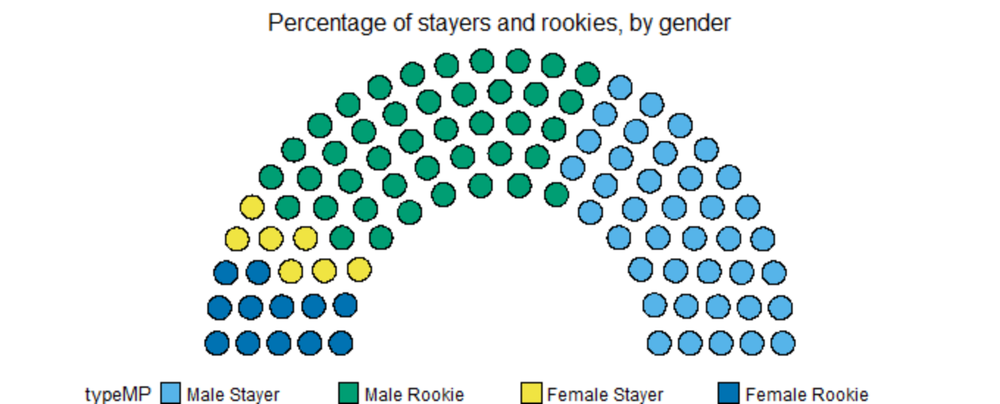 Percentage of stayers and rookies, by gender
typeMP Male Stayer Male Rookie Female Stayer Female Rookie